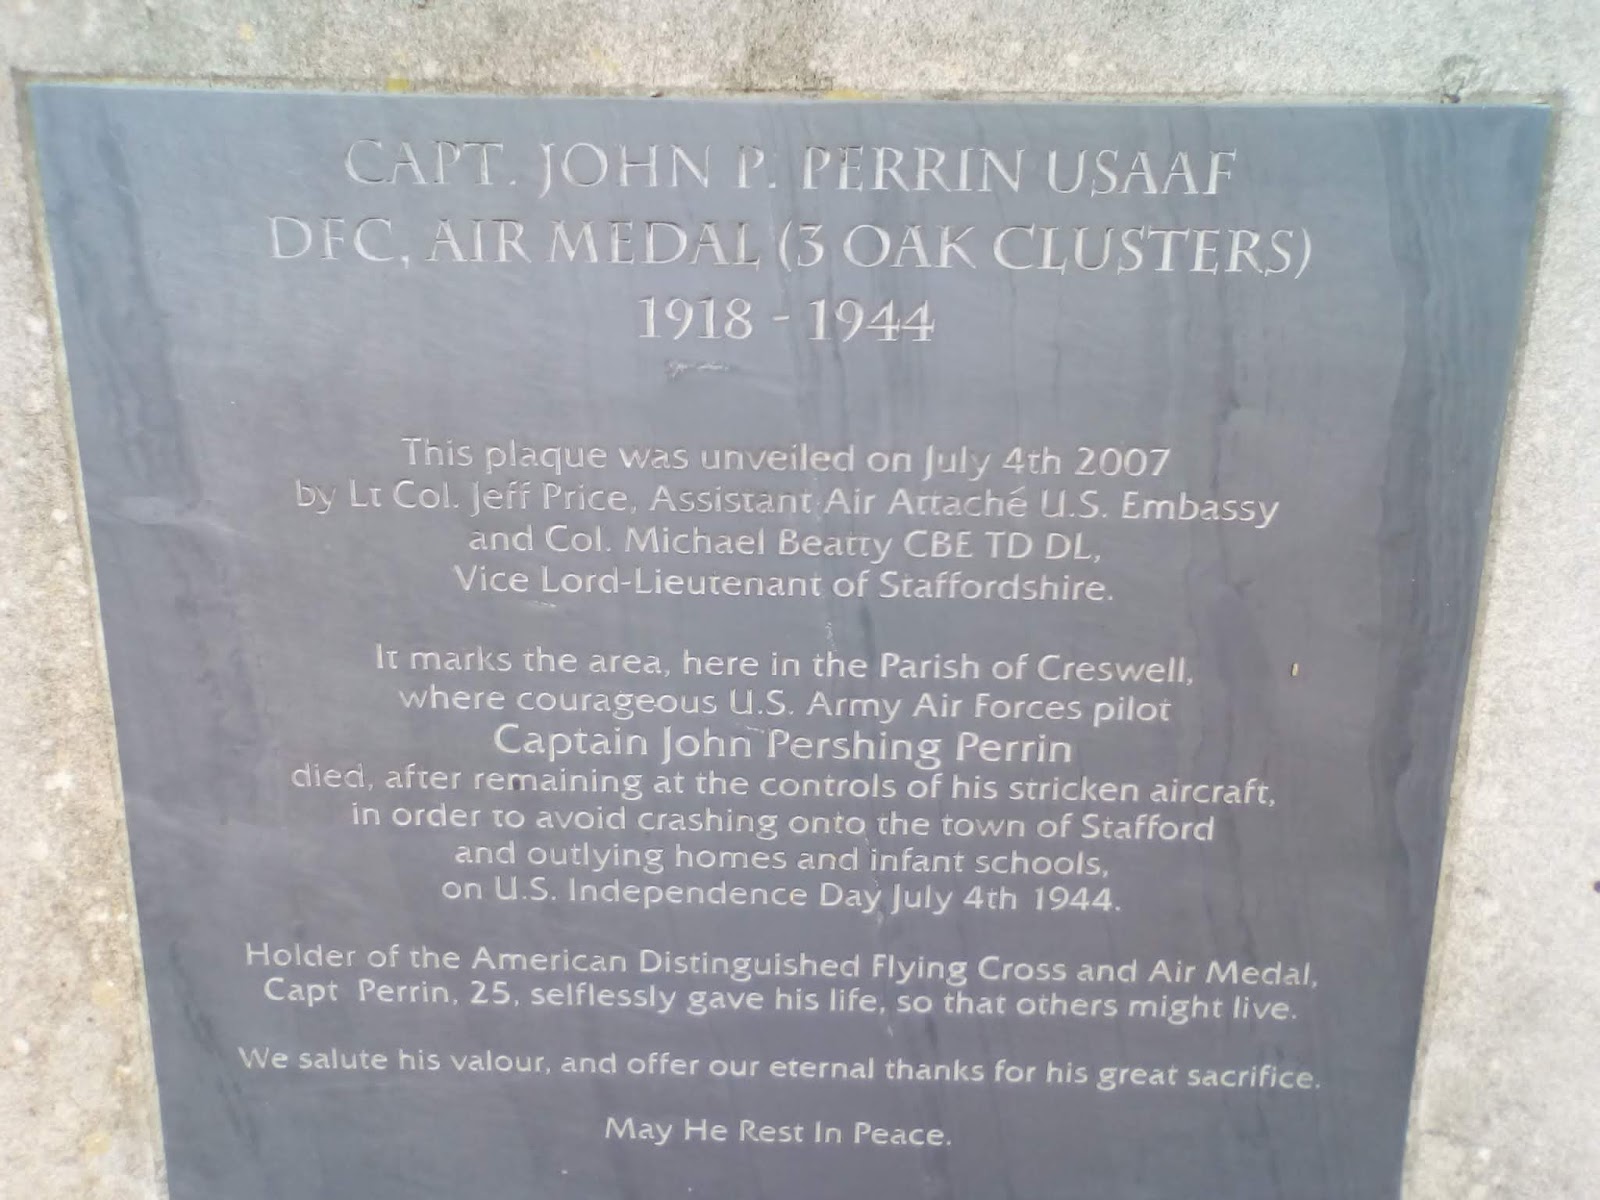 CAPT. JOHN P. PERRIN USAAF
DFC, AIR MEDAL (3 OAK CLUSTERS)
1918 - 1944
This plaque was unveiled on July 4th 2007
by Lt Col. Jeff Price, Assistant Air Attaché U.S. Embassy
and Col. Michael Beatty CBE TD DL,
Vice Lord-Lieutenant of Staffordshire.
It marks the area, here in the Parish of Creswell,
where courageous U.S. Army Air Forces pilot
Captain John Pershing Perrin
died, after remaining at the controls of his stricken aircraft,
in order to avoid crashing onto the town of Stafford
and outlying homes and infant schools,
on U.S. Independence Day July 4th 1944.
Holder of the American Distinguished Flying Cross and Air Medal,
Capt Perrin, 25, selflessly gave his life, so that others might live.
We salute his valour, and offer our eternal thanks for his great sacrifice.
May He Rest In Peace.